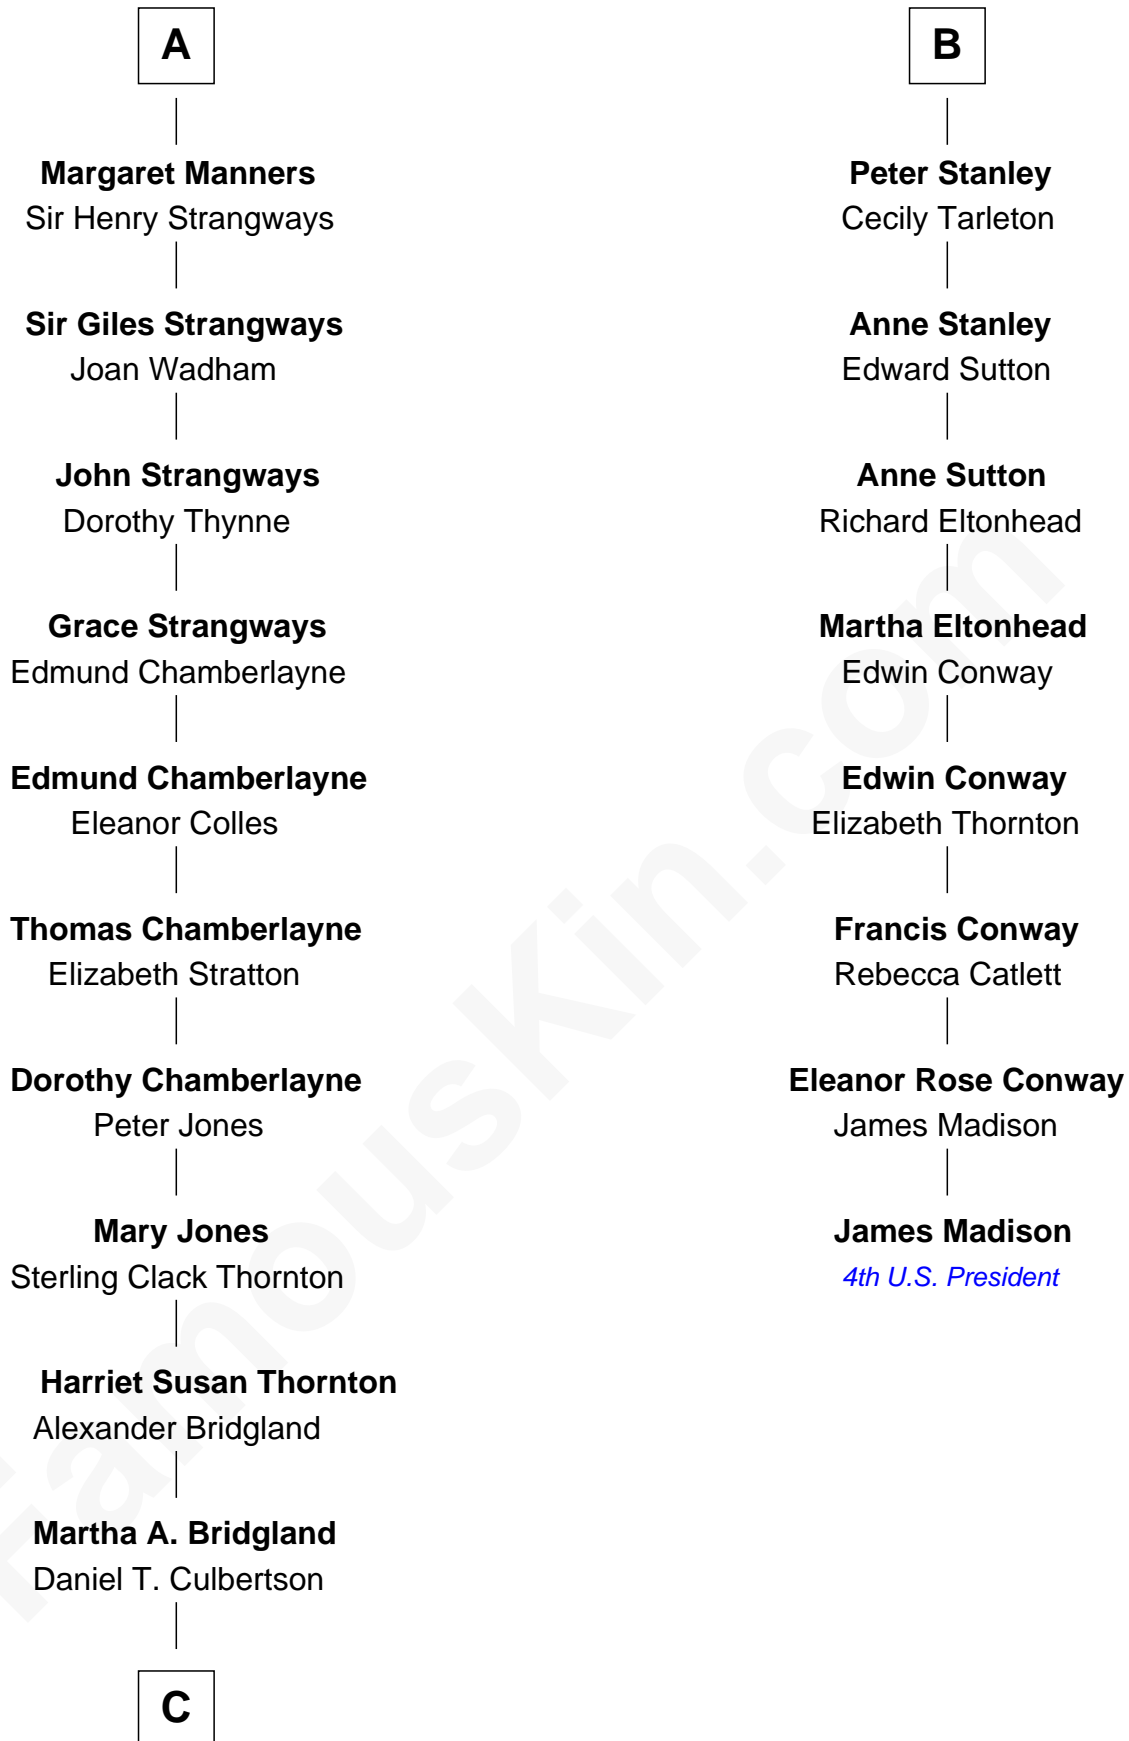 A
Margaret Manners
Sir Henry Strangways
Sir Giles Strangways
Joan Wadham
John Strangways
Dorothy Thynne
Grace Strangways
Edmund Chamberlayne
Edmund Chamberlayne
Eleanor Colles
Thomas Chamberlayne
Elizabeth Stratton
Dorothy Chamberlayne
Peter Jones
Mary Jones
Sterling Clack Thornton
Harriet Susan Thornton
Alexander Bridgland
Martha A. Bridgland
Daniel T. Culbertson
C
B
Peter Stanley
Cecily Tarleton
Anne Stanley
Edward Sutton
Anne Sutton
Richard Eltonhead
Martha Eltonhead
Edwin Conway
Edwin Conway
Elizabeth Thornton
Francis Conway
Rebecca Catlett
Eleanor Rose Conway
James Madison
James Madison
4th U.S. President
FamousKin.com